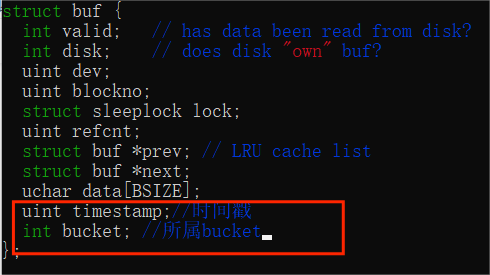 struct buf {
  int valid;   // has data been read from disk?
  int disk;    // does disk "own" buf?
  uint dev;
  uint blockno;
  struct sleeplock lock;
  uint refcnt;
  struct buf *prev; // LRU cache list
  struct buf *next;
  uchar data[BSIZE];
  uint timestamp;//时间戳
  int bucket; //所属bucket
};